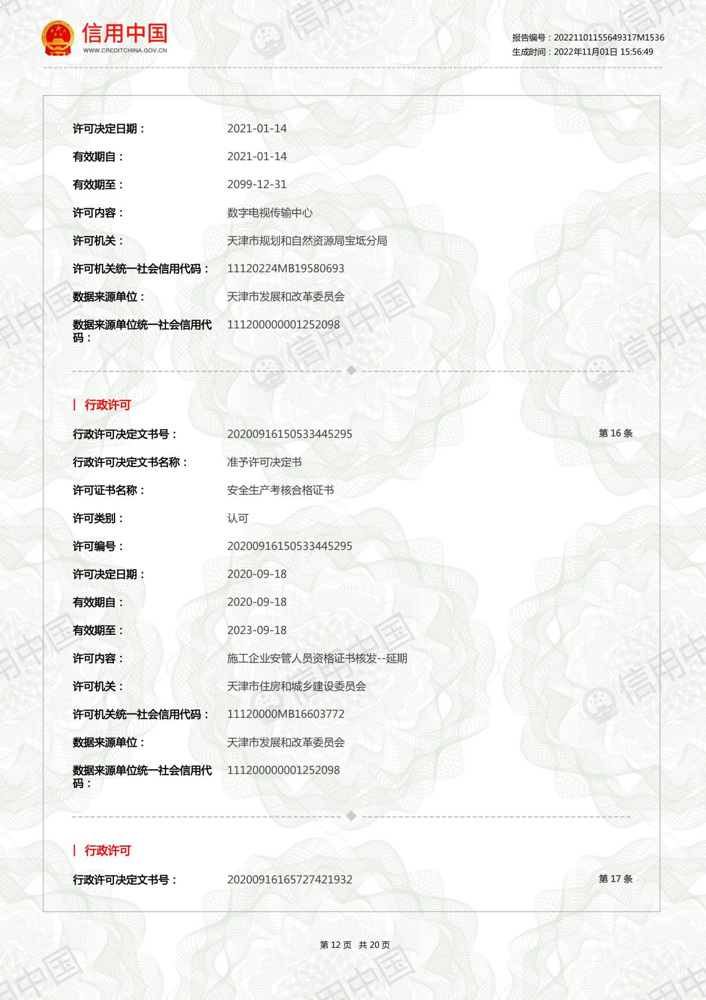 信用中国
WWW.CREDITCHINA.GOV.CN
报告编号：20221101155649317M1536
生成时间：2022年11月01日 15:56:49
许可决定日期： 2021-01-14
有效期自： 2021-01-14
有效期至： 2099-12-31
许可内容： 数字电视传输中心
许可机关： 天津市规划和自然资源局宝坻分局
许可机关统一社会信用代码： 11120224MB19580693
数据来源单位： 天津市发展和改革委员会
数据来源单位统一社会信用代 111200000001252098
码：
行政许可
行政许可决定文书号： 20200916150533445295 第 16 条
行政许可决定文书名称： 准予许可决定书
许可证书名称： 安全生产考核合格证书
许可类别： 认可
许可编号： 20200916150533445295
许可决定日期： 2020-09-18
有效期自： 2020-09-18
有效期至： 2023-09-18
许可内容： 施工企业安管人员资格证书核发--延期
许可机关： 天津市住房和城乡建设委员会
许可机关统一社会信用代码： 11120000MB16603772
数据来源单位： 天津市发展和改革委员会
数据来源单位统一社会信用代 111200000001252098
码：
行政许可
行政许可决定文书号： 20200916165727421932 第 17 条
第 12 页 共 20 页